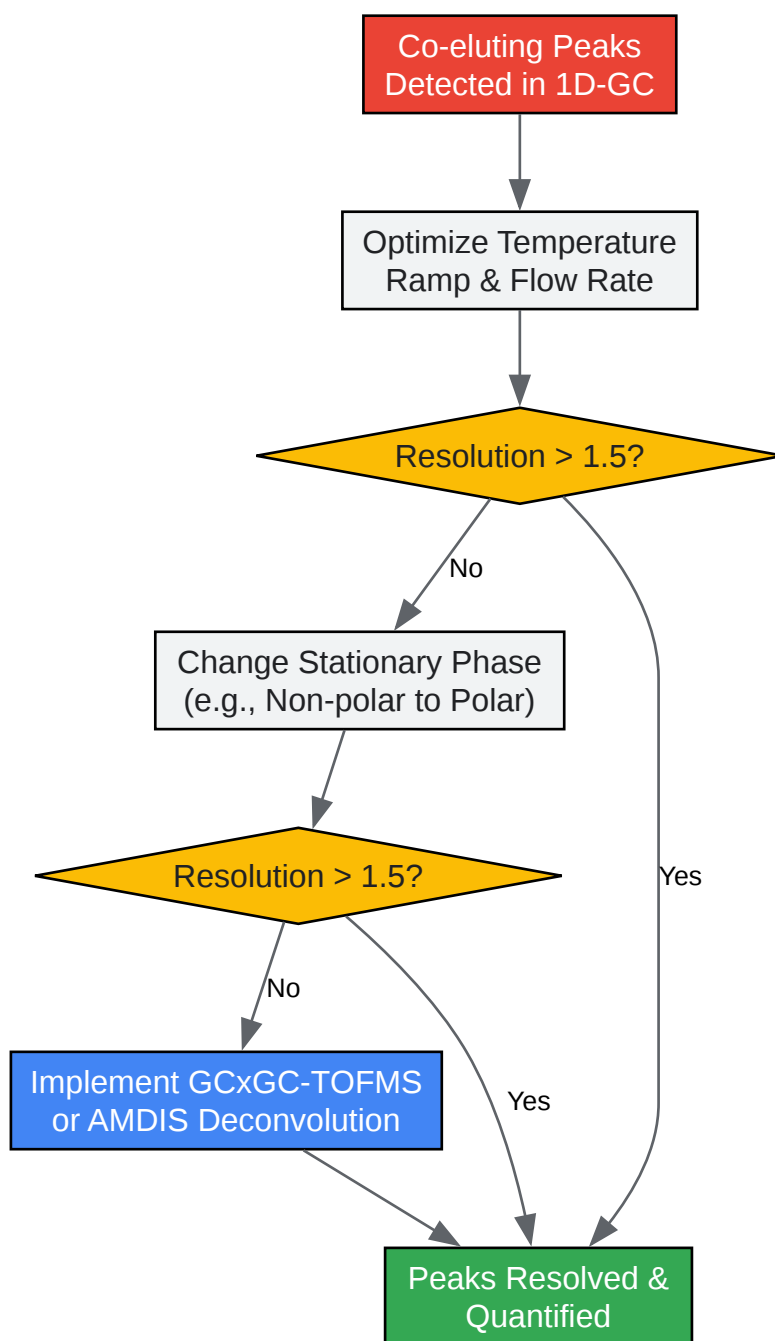 Co-eluting Peaks
Detected in 1D-GC
Optimize Temperature
Ramp & Flow Rate
Resolution > 1.5?
No
Change Stationary Phase
(e.g., Non-polar to Polar)
Resolution > 1.5?
Yes
No
Implement GCxGC-TOFMS
or AMDIS Deconvolution
Yes
Peaks Resolved &
Quantified